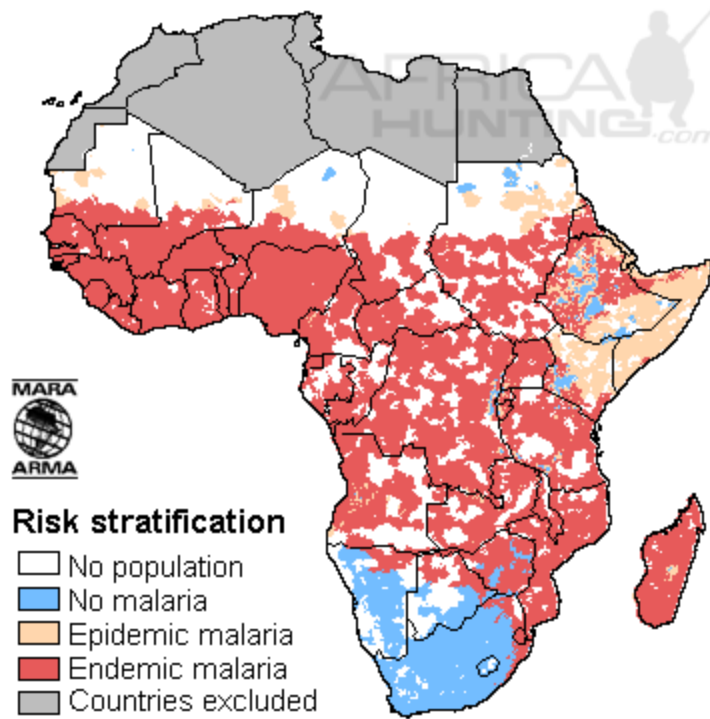 AFRICA
HUNTING.com
MARA
ARMA
Risk stratification
No population
No malaria
Epidemic malaria
Endemic malaria
Countries excluded